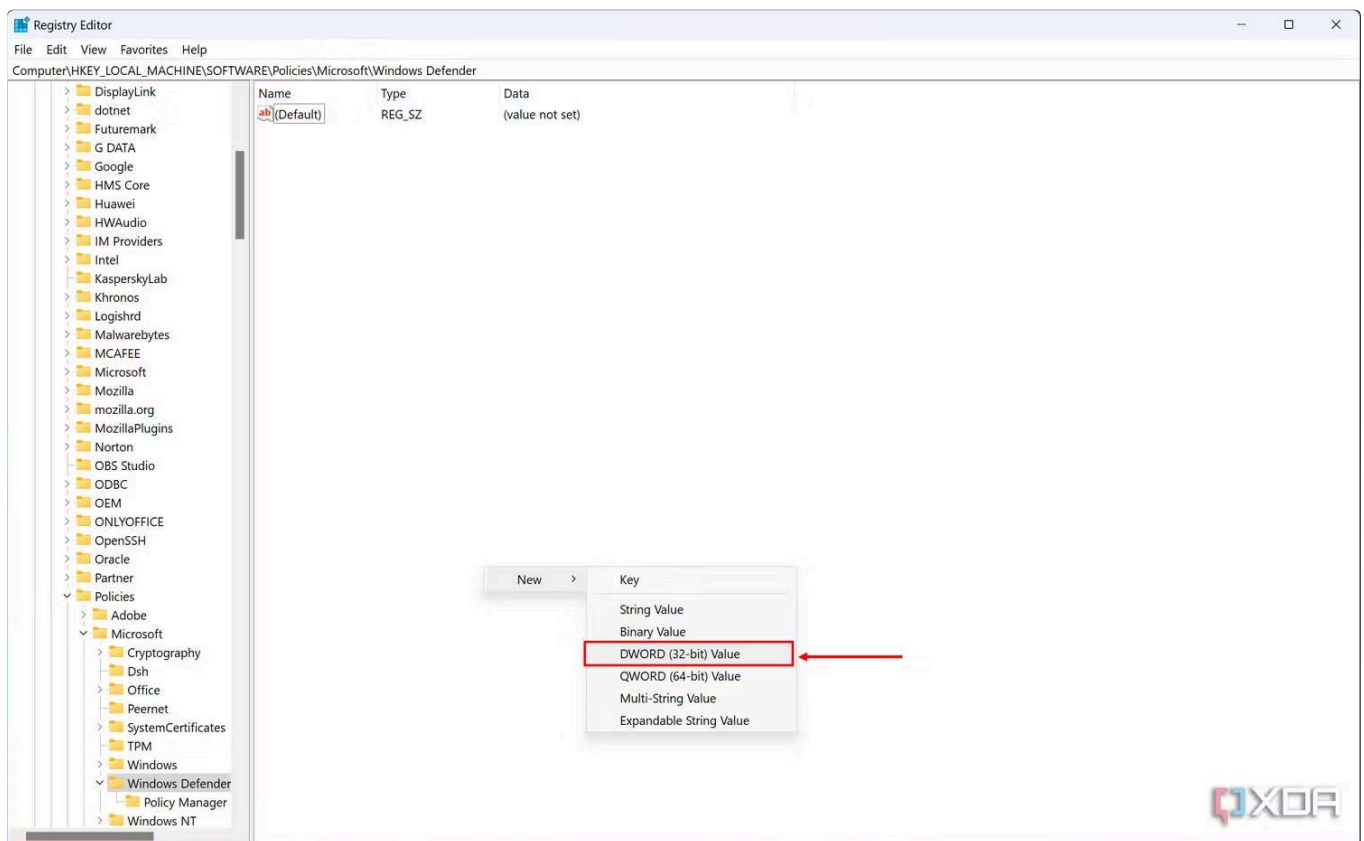 Registry Editor
File Edit View Favorites Help
Computer\HKEY_LOCAL_MACHINE\SOFTWARE\Policies\Microsoft\Windows Defender
DisplayLink
dotnet
Futuremark
G DATA
Google
HMS Core
Huawei
HWAudio
IM Providers
Intel
KasperskyLab
Khronos
Logishrd
Malwarebytes
MCAFEE
Microsoft
Mozilla
mozilla.org
MozillaPlugins
Norton
OBS Studio
ODBC
OEM
ONLYOFFICE
OpenSSH
Oracle
Partner
Policies
Adobe
Microsoft
Cryptography
Dsh
Office
Peernet
SystemCertificates
TPM
Windows
Windows Defender
Policy Manager
Windows NT
Name Type Data
ab (Default) REG_SZ (value not set)
New Key
String Value
Binary Value
DWORD (32-bit) Value
QWORD (64-bit) Value
Multi-String Value
Expandable String Value
XDA